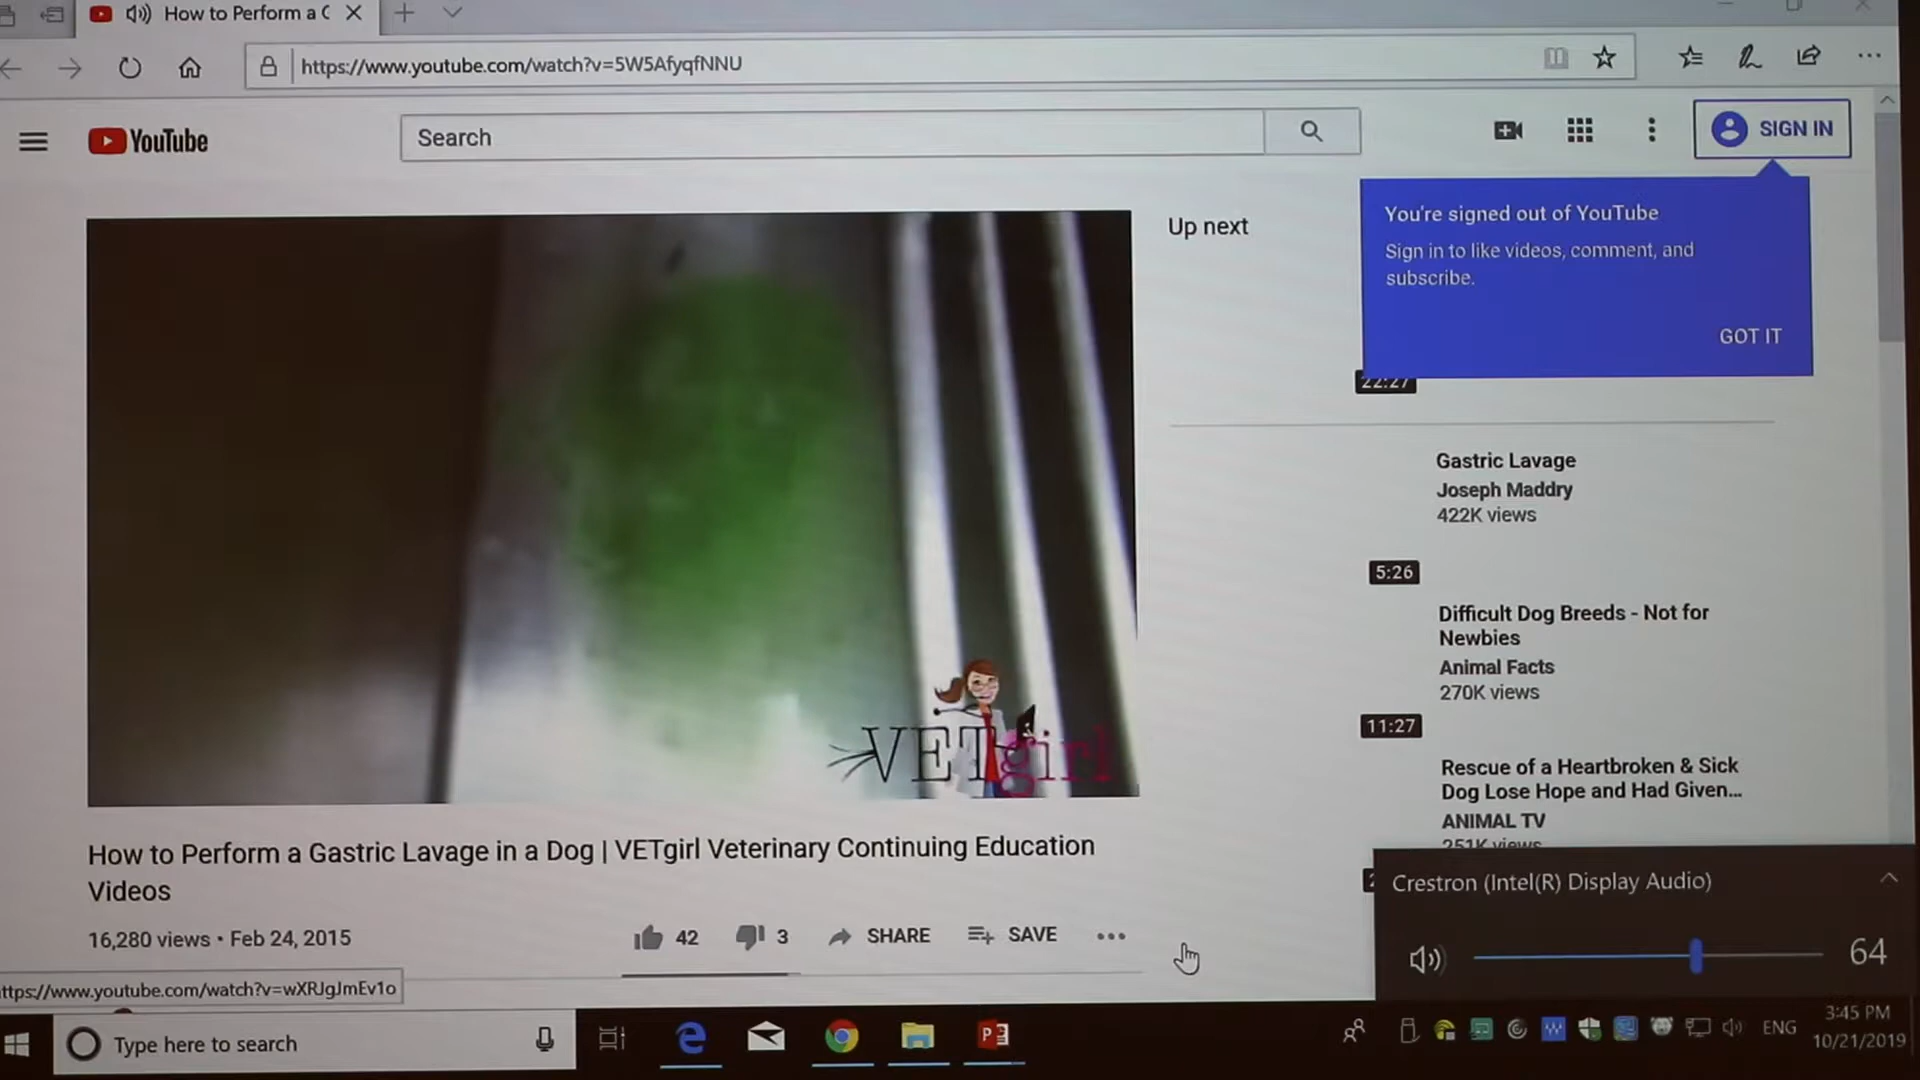 How to Perform a G
https://www.youtube.com/watch?v=5W5AfyqfNNU
YouTube
Search
SIGN IN
You're signed out of YouTube
Sign in to like videos, comment, and
subscribe.
GOT IT
Up next
22:27
Gastric Lavage
Joseph Maddry
422K views
5:26
Difficult Dog Breeds - Not for
Newbies
Animal Facts
270K views
11:27
Rescue of a Heartbroken & Sick
Dog Lose Hope and Had Given...
ANIMAL TV
251K views
VETgirl
How to Perform a Gastric Lavage in a Dog | VETgirl Veterinary Continuing Education
Videos
16,280 views • Feb 24, 2015
42
3
SHARE
SAVE
Crestron (Intel(R) Display Audio)
64
ttps://www.youtube.com/watch?v=wXRJgJmEv1o
Type here to search
ENG
3:45 PM
10/21/2019